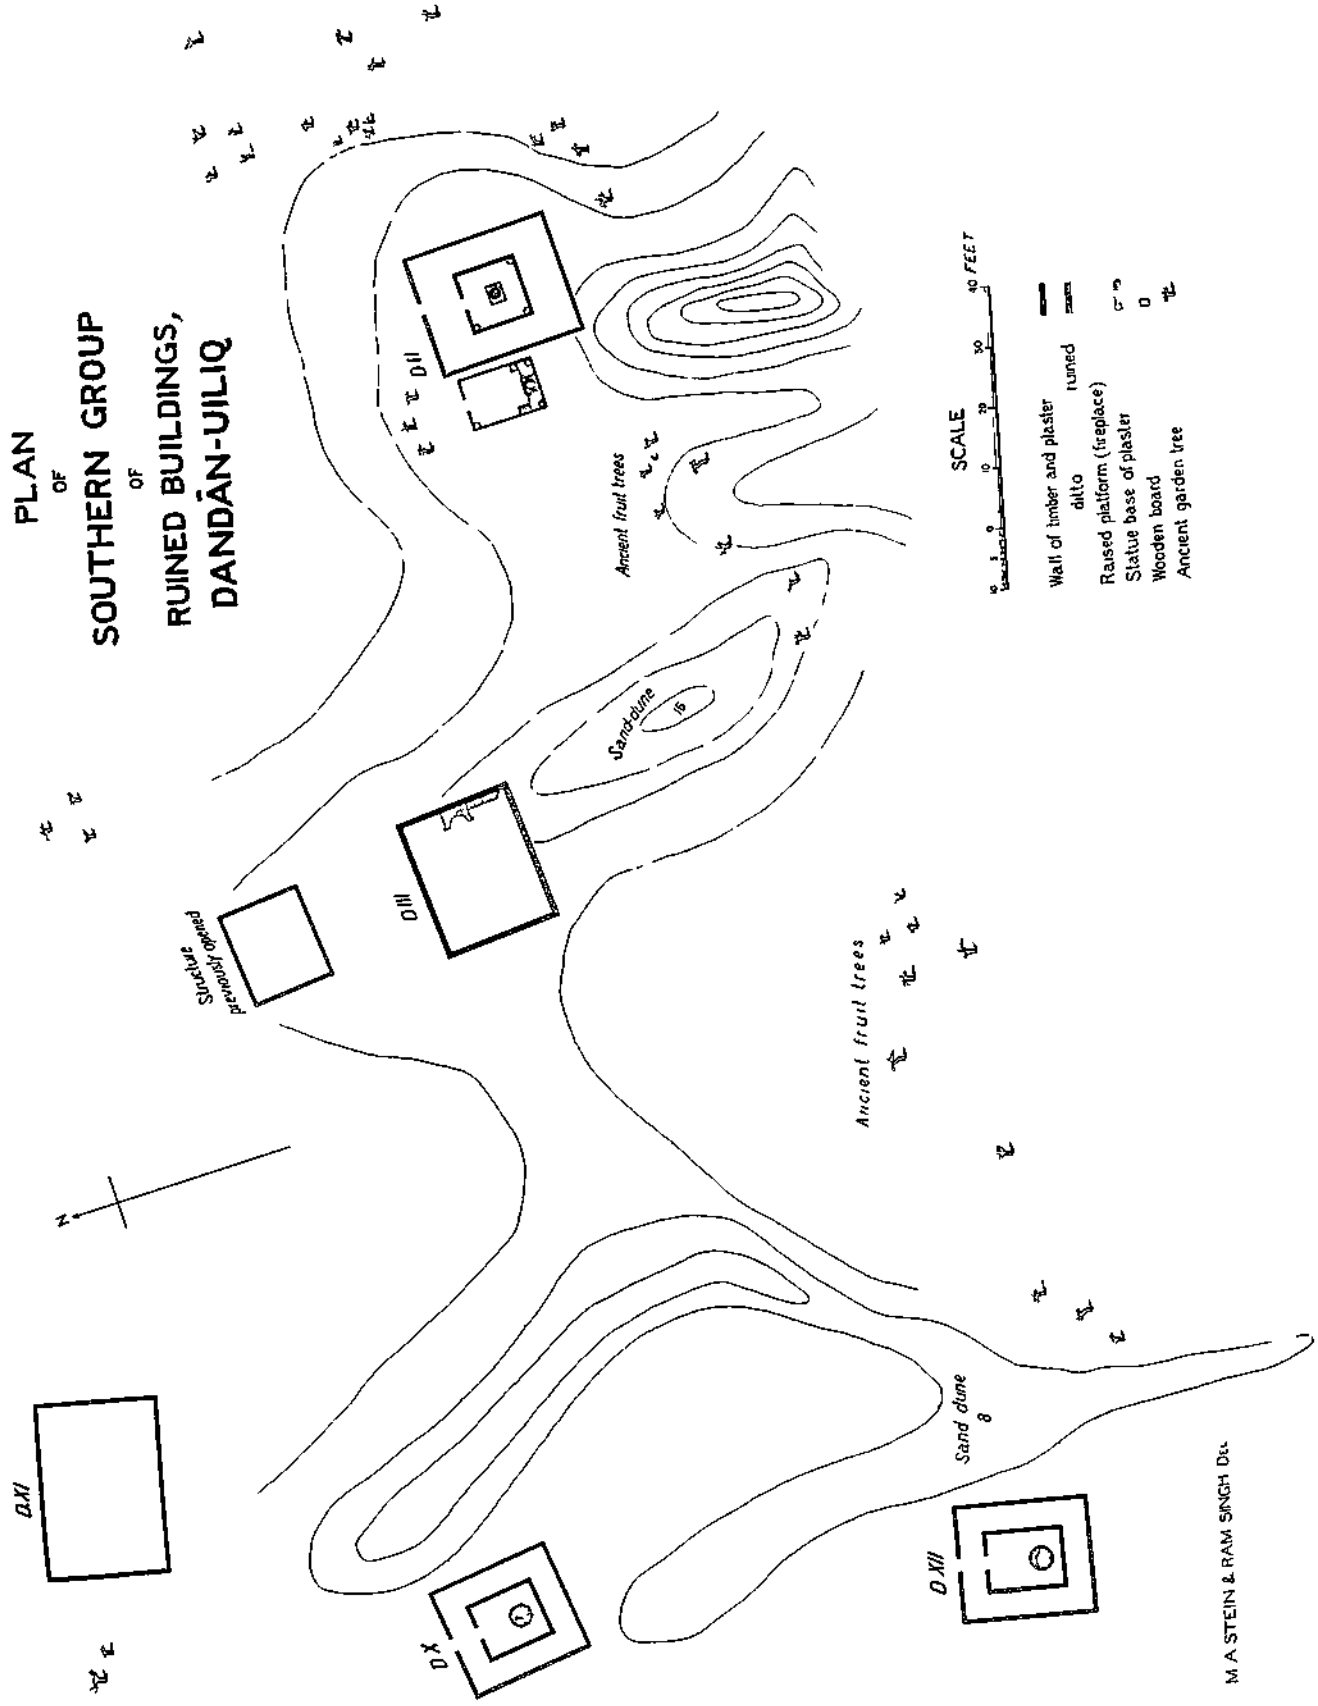 PLAN
OF
SOUTHERN GROUP
OF
RUINED BUILDINGS,
DANDĀN-UILIQ
D XI
N
Structure
previously opened
D III
D II
D X
Sand-dune
15
Ancient fruit trees
Ancient fruit trees
Sand dune
8
D XII
SCALE
10 5 0 10 20 30 40 FEET
Wall of timber and plaster
ditto ruined
Raised platform (fireplace)
Statue base of plaster
Wooden board
Ancient garden tree
M A STEIN & RAM SINGH DEL